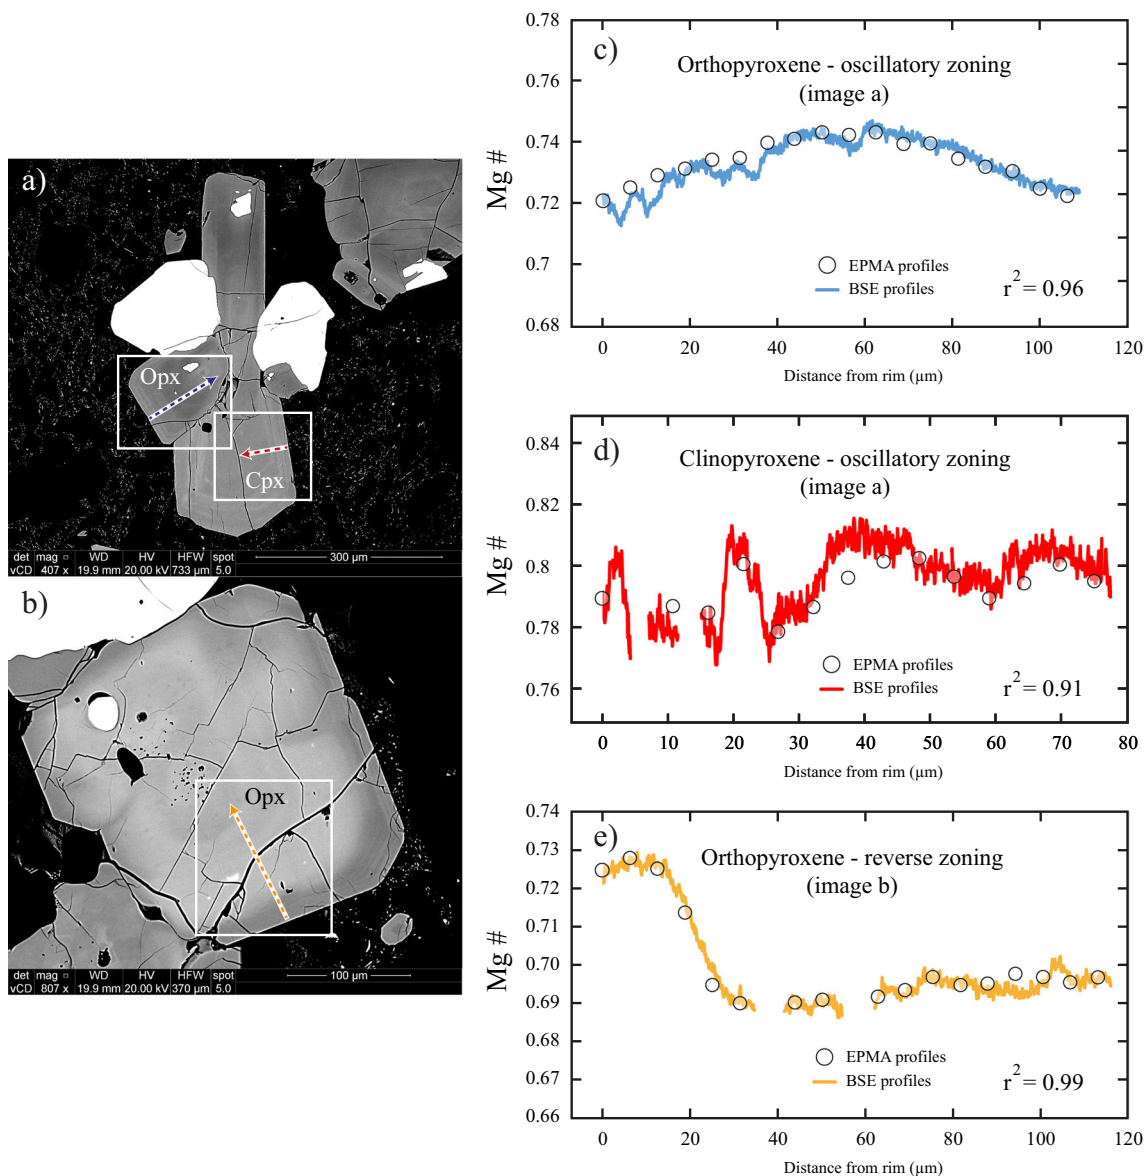 a)
Opx
Cpx
det mag □ WD HV HFW spot
vCD 407 x 19.9 mm 20.00 kV 733 µm 5.0 300 µm
b)
Opx
det mag □ WD HV HFW spot
vCD 807 x 19.9 mm 20.00 kV 370 µm 5.0 100 µm
c)
Orthopyroxene - oscillatory zoning
(image a)
Mg #
0.78
0.76
0.74
0.72
0.7
0.68
EPMA profiles
BSE profiles
r² = 0.96
0 20 40 60 80 100 120
Distance from rim (µm)
d)
Clinopyroxene - oscillatory zoning
(image a)
Mg #
0.84
0.82
0.8
0.78
0.76
EPMA profiles
BSE profiles
r² = 0.91
0 10 20 30 40 50 60 70 80
Distance from rim (µm)
e)
Orthopyroxene - reverse zoning
(image b)
Mg #
0.74
0.73
0.72
0.71
0.70
0.69
0.68
0.67
0.66
EPMA profiles
BSE profiles
r² = 0.99
0 20 40 60 80 100 120
Distance from rim (µm)